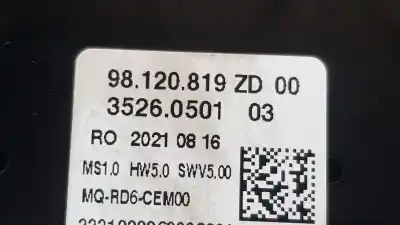 98.120.819 ZD 00
3526.0501 03
RO 2021 08 16
MS1.0 HW5.0 SWV5.00
MQ-RD6-CEM00